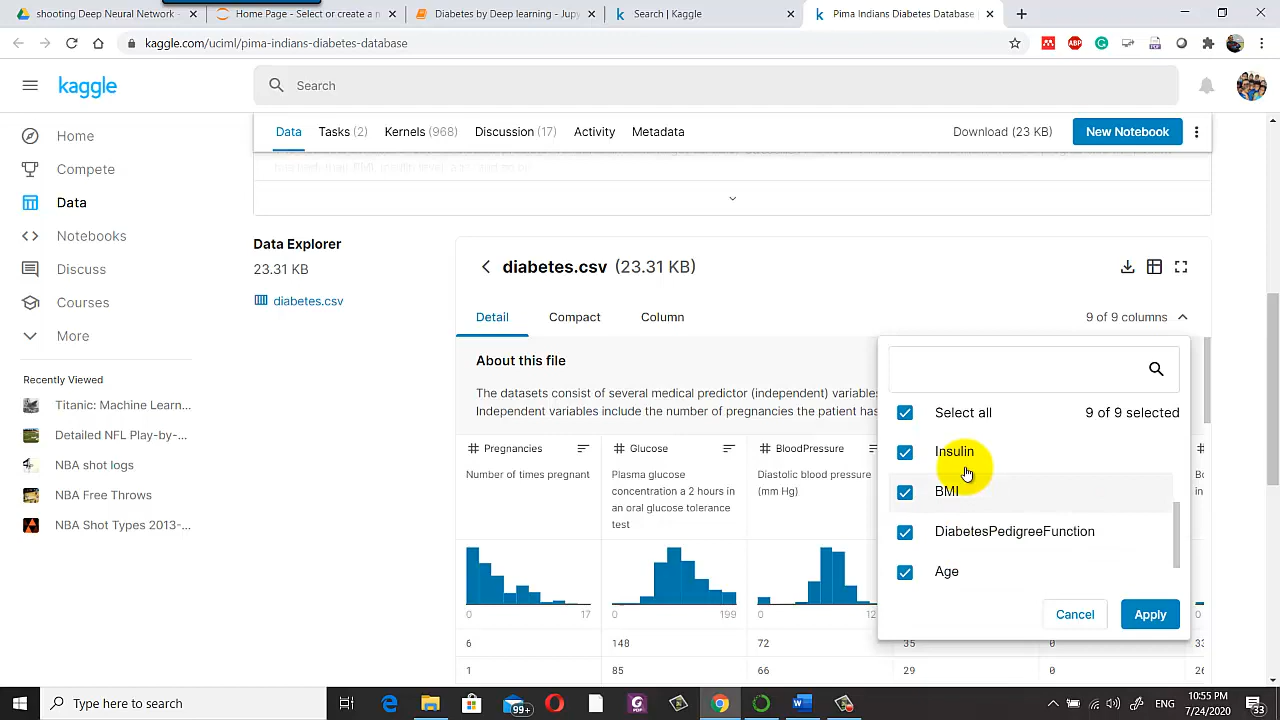 shooting Deep Neural Network -
Home Page - Select or create a n
Diabetes by Deep learning - Jupy
Search | Kaggle
Pima Indians Diabetes Database
kaggle.com/uciml/pima-indians-diabetes-database
ABP
kaggle
Search
Home
Compete
Data
Notebooks
Discuss
Courses
More
Recently Viewed
Titanic: Machine Learn...
Detailed NFL Play-by-...
NBA shot logs
NBA Free Throws
NBA Shot Types 2013-...
Data Tasks (2) Kernels (968) Discussion (17) Activity Metadata Download (23 KB) New Notebook
Data Explorer
23.31 KB
diabetes.csv
diabetes.csv (23.31 KB)
Detail Compact Column 9 of 9 columns
About this file
The datasets consist of several medical predictor (independent) variables
Independent variables include the number of pregnancies the patient has
Select all 9 of 9 selected
Insulin
BMI
DiabetesPedigreeFunction
Age
Cancel Apply
# Pregnancies # Glucose # BloodPressure
Number of times pregnant
Plasma glucose
concentration a 2 hours in
an oral glucose tolerance
test
Diastolic blood pressure
(mm Hg)
0 17 0 199 0
6 148 72 35 0
1 85 66 29 0
Type here to search
99+
ENG
10:55 PM
7/24/2020
33